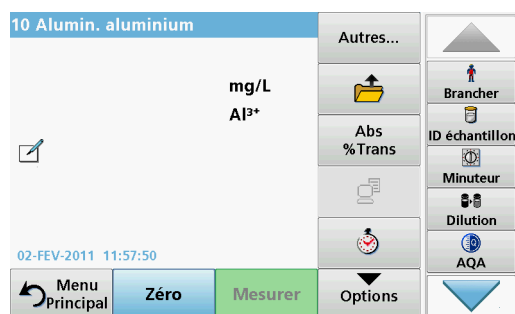 10 Alumin. aluminium
mg/L
Al³⁺
02-FEV-2011 11:57:50
Menu
Principal
Zéro
Mesurer
Autres...
Abs
%Trans
Options
Brancher
ID échantillon
Minuteur
Dilution
AQA